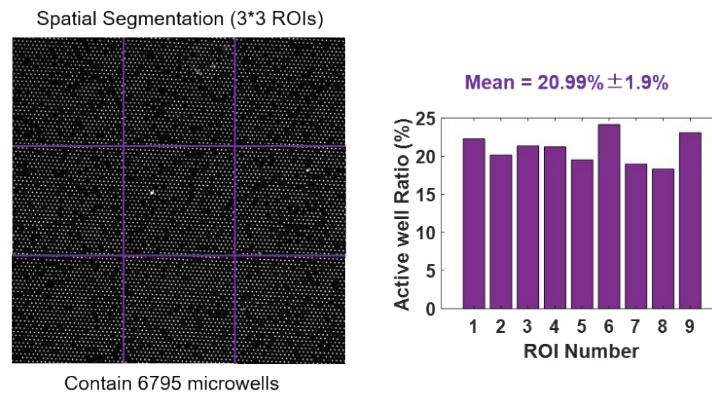 Spatial Segmentation (3*3 ROIs)
Contain 6795 microwells
Mean = 20.99%±1.9%
Active well Ratio (%)
25
20
15
10
5
0
1 2 3 4 5 6 7 8 9
ROI Number